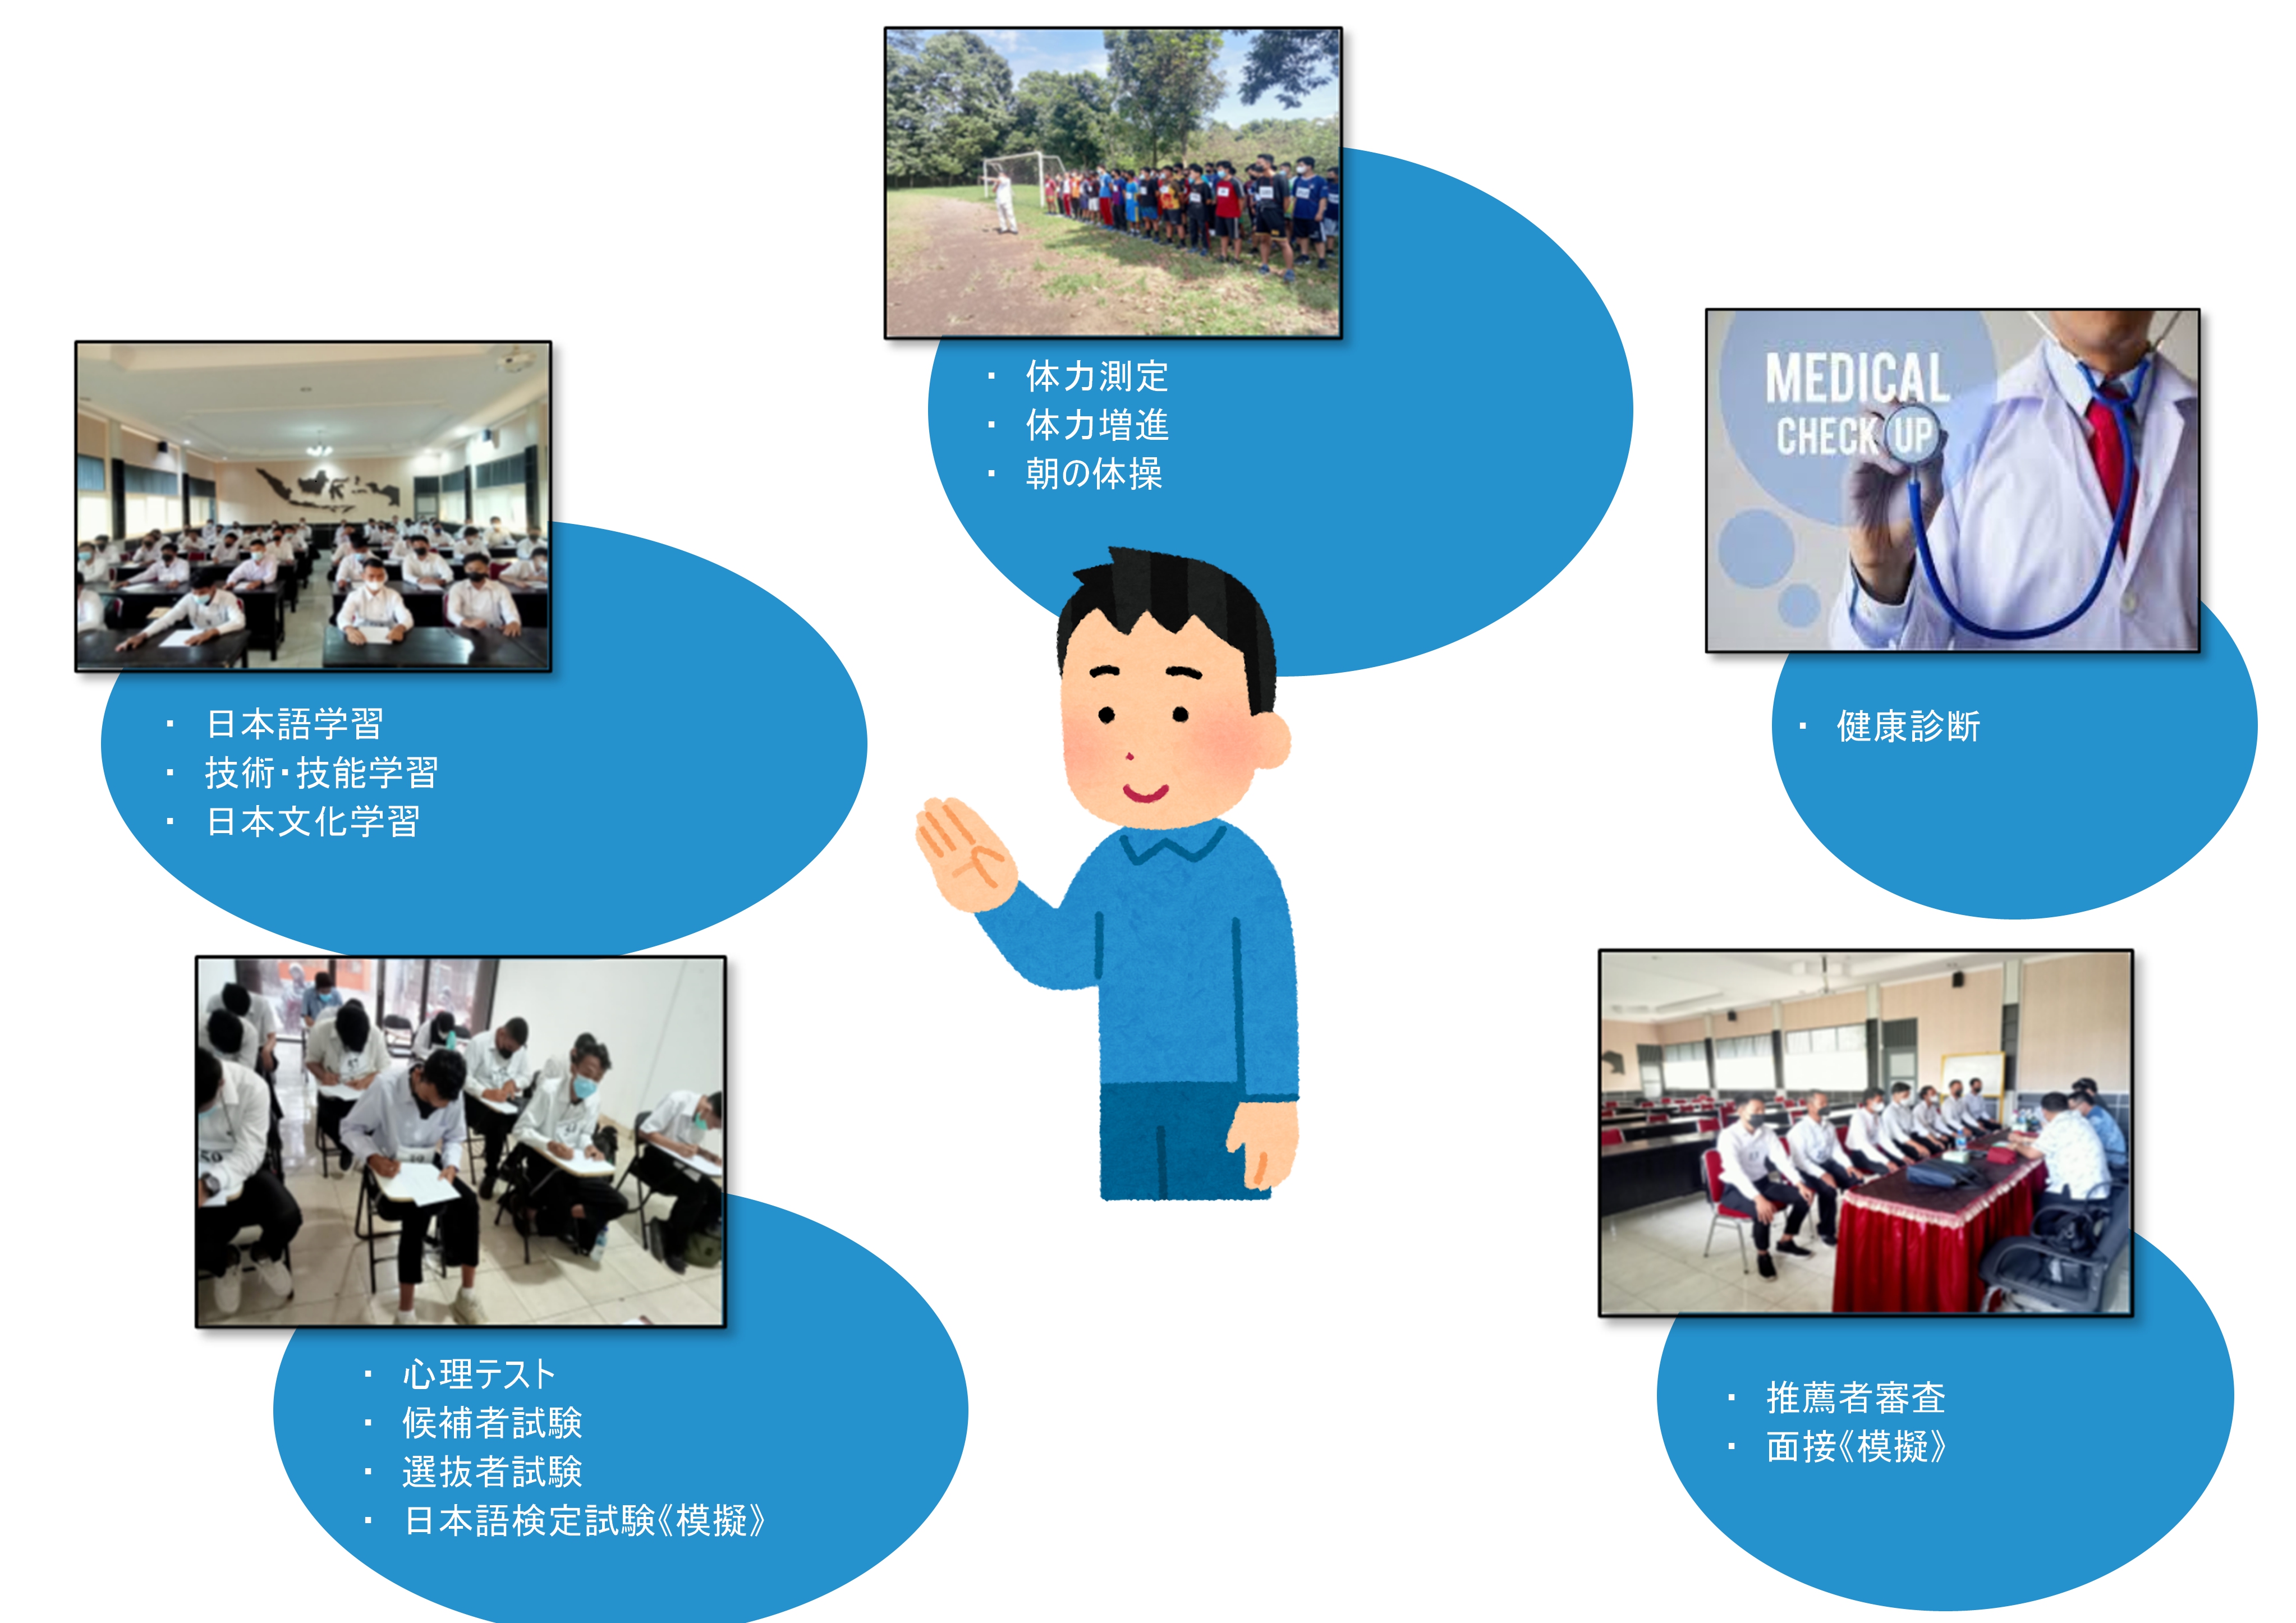 ・ 体力測定
・ 体力増進
・ 朝の体操
MEDICAL
CHECK UP
・ 日本語学習
・ 技術・技能学習
・ 日本文化学習
・ 健康診断
・ 心理テスト
・ 候補者試験
・ 選抜者試験
・ 日本語検定試験《模擬》
・ 推薦者審査
・ 面接《模擬》